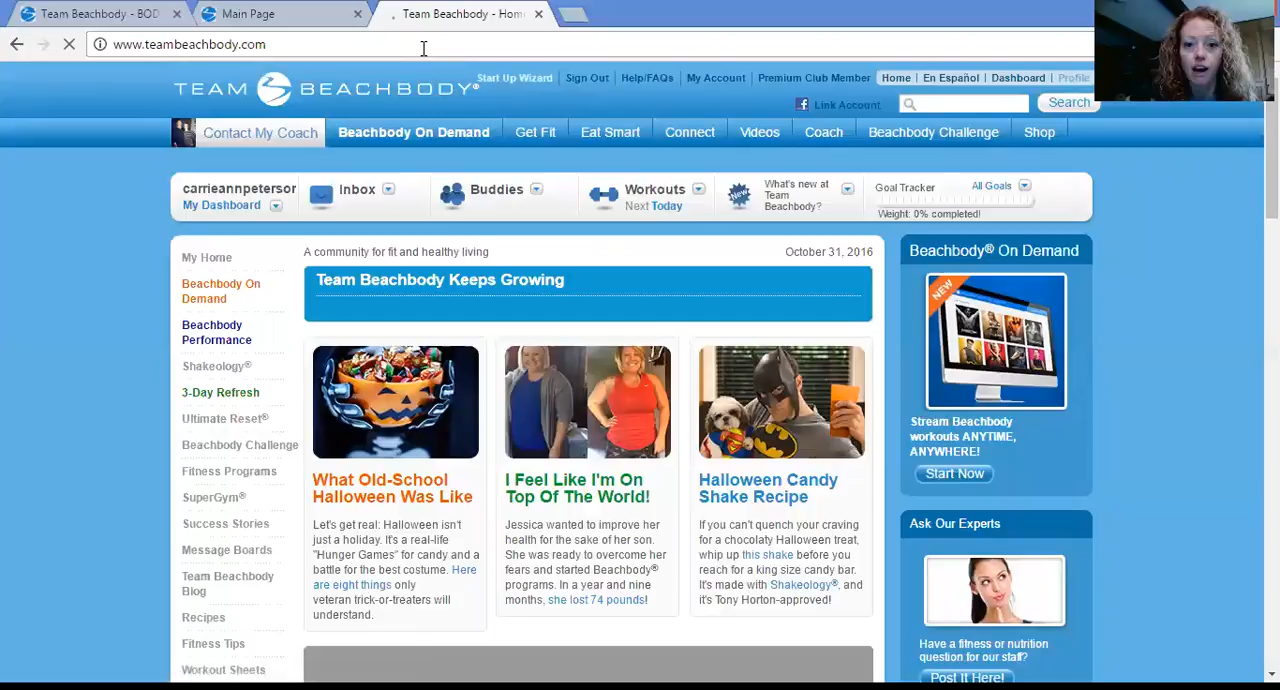 Team Beachbody - BOD
Main Page
Team Beachbody - Hom
www.teambeachbody.com
TEAM BEACHBODY®
Start Up Wizard
Sign Out
Help/FAQs
My Account
Premium Club Member
Home
En Español
Dashboard
Profile
Link Account
Search
Contact My Coach
Beachbody On Demand
Get Fit
Eat Smart
Connect
Videos
Coach
Beachbody Challenge
Shop
carrieannpeterson
My Dashboard
Inbox
Buddies
Workouts
Next Today
New
What's new at
Team
Beachbody?
Goal Tracker
All Goals
Weight: 0% completed!
My Home
Beachbody On
Demand
Beachbody
Performance
Shakeology®
3-Day Refresh
Ultimate Reset®
Beachbody Challenge
Fitness Programs
SuperGym®
Success Stories
Message Boards
Team Beachbody
Blog
Recipes
Fitness Tips
Workout Sheets
A community for fit and healthy living
October 31, 2016
Team Beachbody Keeps Growing
What Old-School
Halloween Was Like
Let's get real: Halloween isn't
just a holiday. It's a real-life
"Hunger Games" for candy and a
battle for the best costume. Here
are eight things only
veteran trick-or-treaters will
understand.
I Feel Like I'm On
Top Of The World!
Jessica wanted to improve her
health for the sake of her son.
She was ready to overcome her
fears and started Beachbody®
programs. In a year and nine
months, she lost 74 pounds!
Halloween Candy
Shake Recipe
If you can't quench your craving
for a chocolaty Halloween treat,
whip up this shake before you
reach for a king size candy bar.
It's made with Shakeology®, and
it's Tony Horton-approved!
Beachbody® On Demand
NEW
Stream Beachbody
workouts ANYTIME,
ANYWHERE!
Start Now
Ask Our Experts
Have a fitness or nutrition
question for our staff?
Post It Here!